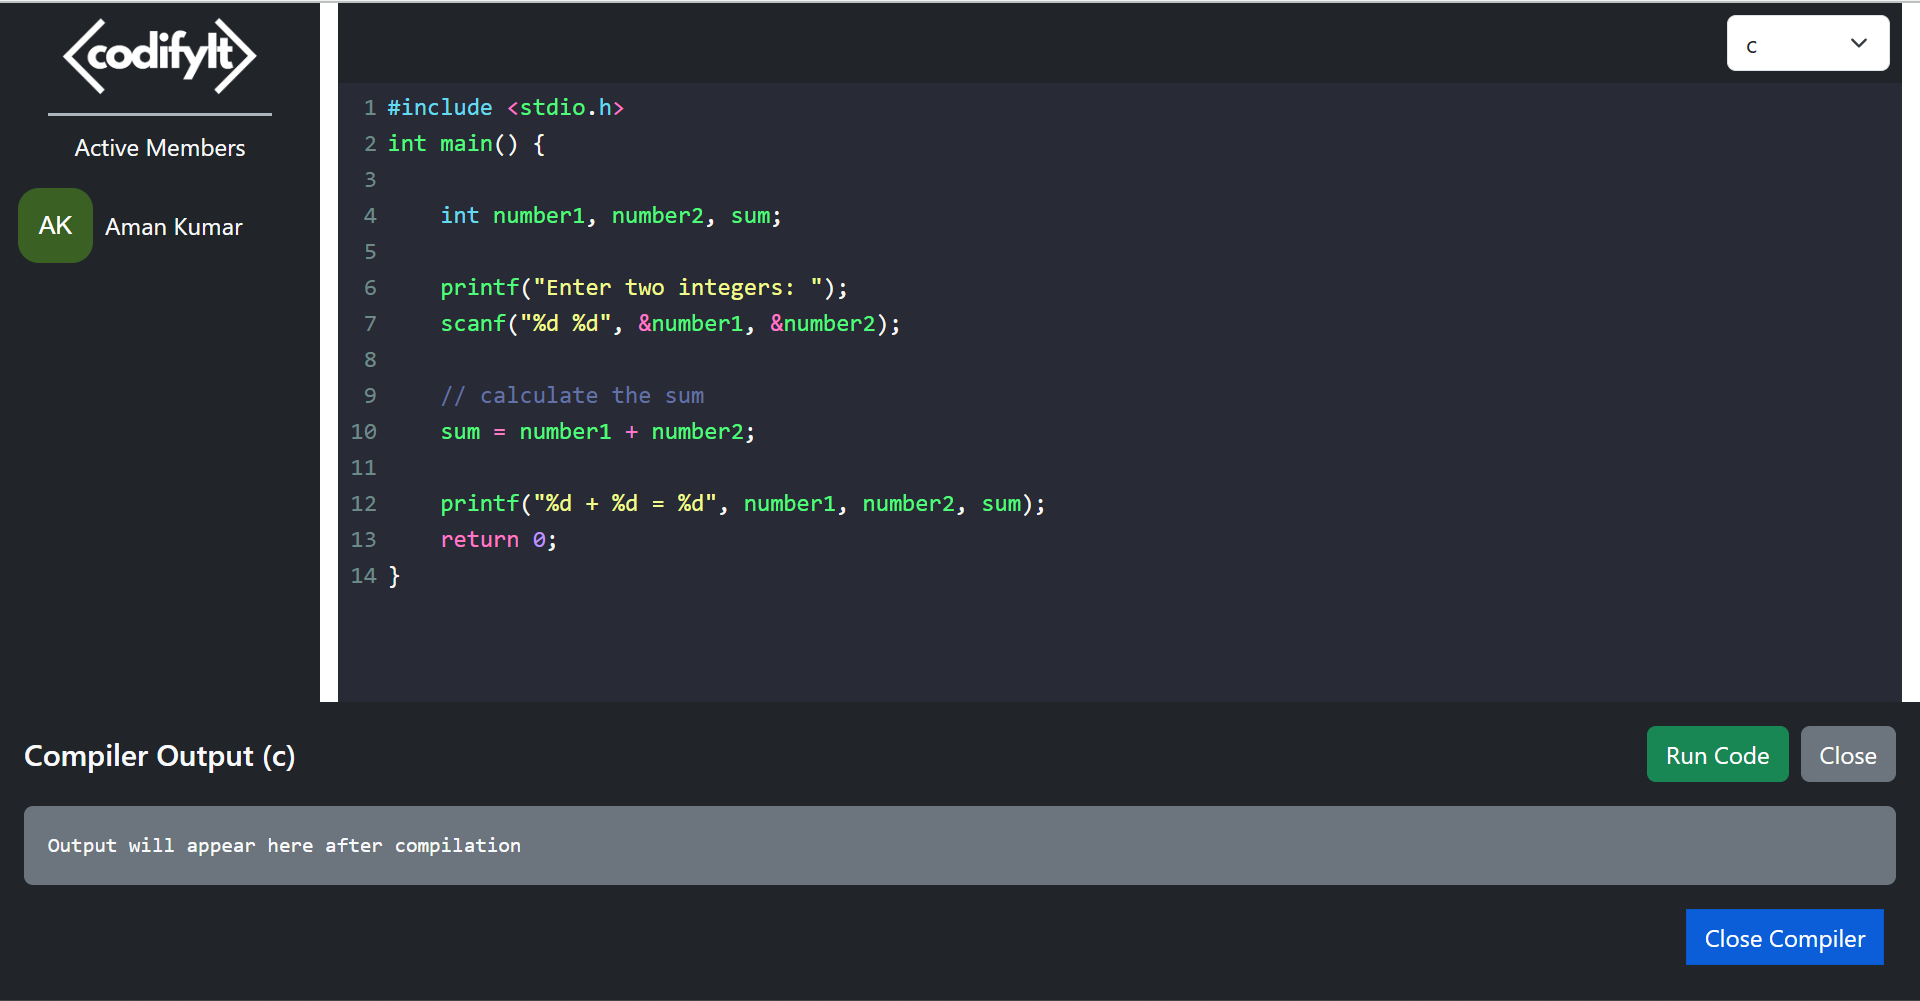 <codifyIt>
Active Members
AK
Aman Kumar
c
1 #include <stdio.h>
2 int main() {
3
4     int number1, number2, sum;
5
6     printf("Enter two integers: ");
7     scanf("%d %d", &number1, &number2);
8
9     // calculate the sum
10     sum = number1 + number2;
11
12     printf("%d + %d = %d", number1, number2, sum);
13     return 0;
14 }
Compiler Output (c)
Run Code
Close
Output will appear here after compilation
Close Compiler